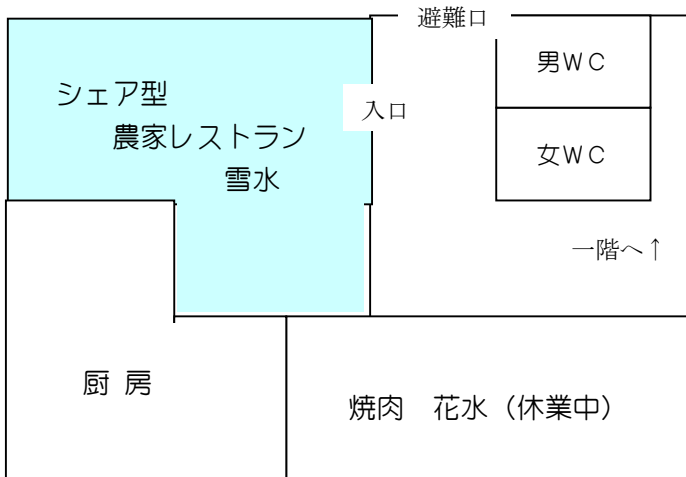 避難口
男WC
シェア型
入口
農家レストラン
女WC
雪水
一階へ↑
厨 房
焼肉 花水（休業中）